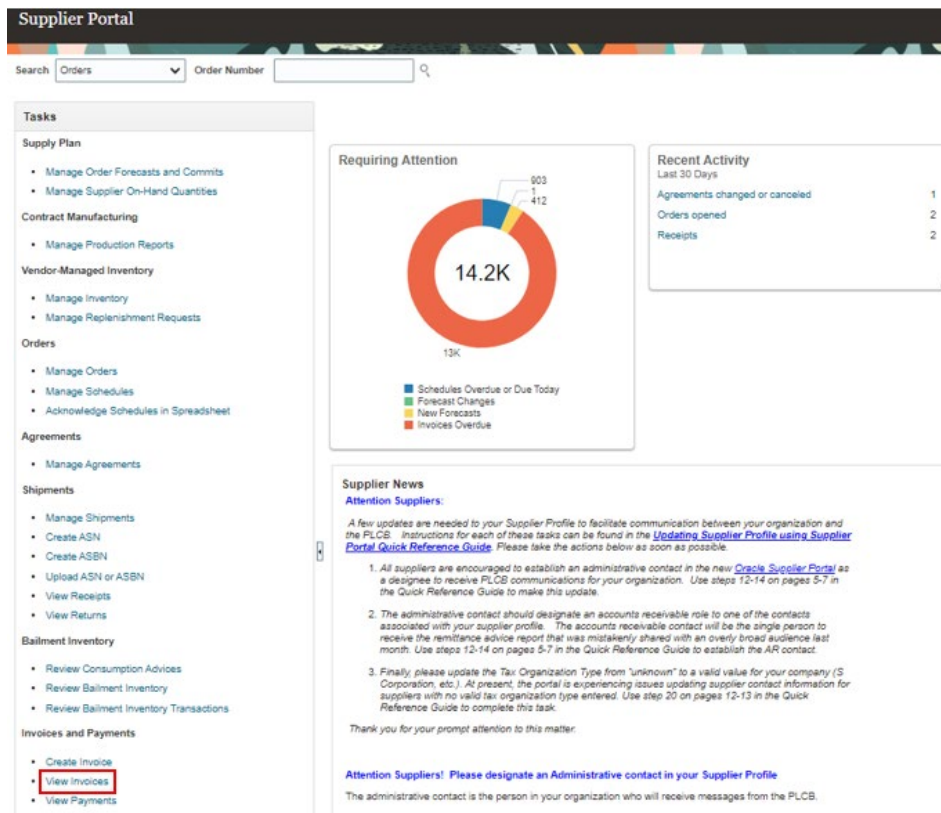 Supplier Portal
Search Orders Order Number
Tasks
Supply Plan
Manage Order Forecasts and Commits
Manage Supplier On-Hand Quantities
Contract Manufacturing
Manage Production Reports
Vendor-Managed Inventory
Manage Inventory
Manage Replenishment Requests
Orders
Manage Orders
Manage Schedules
Acknowledge Schedules in Spreadsheet
Agreements
Manage Agreements
Shipments
Manage Shipments
Create ASN
Create ASBN
Upload ASN or ASBN
View Receipts
View Returns
Bailment Inventory
Review Consumption Advices
Review Bailment Inventory
Review Bailment Inventory Transactions
Invoices and Payments
Create Invoice
View Invoices
View Payments
Requiring Attention
903
1
412
14.2K
13K
Schedules Overdue or Due Today
Forecast Changes
New Forecasts
Invoices Overdue
Recent Activity
Last 30 Days
Agreements changed or canceled 1
Orders opened 2
Receipts 2
Supplier News
Attention Suppliers:
A few updates are needed to your Supplier Profile to facilitate communication between your organization and
the PLCB. Instructions for each of these tasks can be found in the Updating Supplier Profile using Supplier
Portal Quick Reference Guide. Please take the actions below as soon as possible.
1. All suppliers are encouraged to establish an administrative contact in the new Oracle Supplier Portal as
a designee to receive PLCB communications for your organization. Use steps 12-14 on pages 5-7 in
the Quick Reference Guide to make this update.
2. The administrative contact should designate an accounts receivable role to one of the contacts
associated with your supplier profile. The accounts receivable contact will be the single person to
receive the remittance advice report that was mistakenly shared with an overly broad audience last
month. Use steps 12-14 on pages 5-7 in the Quick Reference Guide to establish the AR contact.
3. Finally, please update the Tax Organization Type from "unknown" to a valid value for your company (S
Corporation, etc.). At present, the portal is experiencing issues updating supplier contact information for
suppliers with no valid tax organization type entered. Use step 20 on pages 12-13 in the Quick
Reference Guide to complete this task.
Thank you for your prompt attention to this matter.
Attention Suppliers! Please designate an Administrative contact in your Supplier Profile
The administrative contact is the person in your organization who will receive messages from the PLCB.